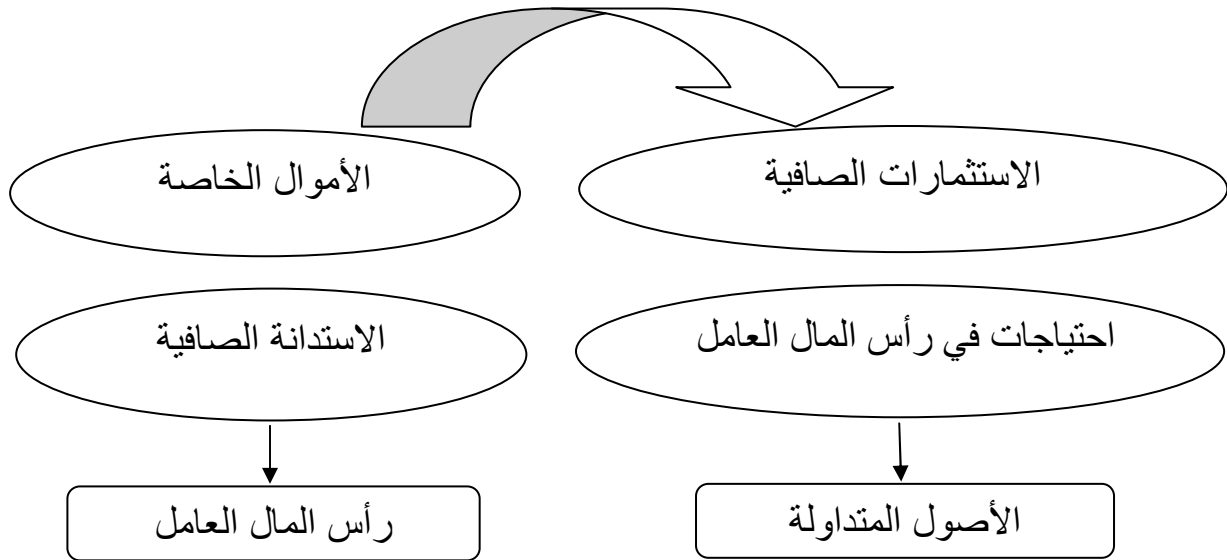 الاستثمارات الصافية
الأموال الخاصة
احتياجات في رأس المال العامل
الاستدانة الصافية
الأصول المتداولة
رأس المال العامل